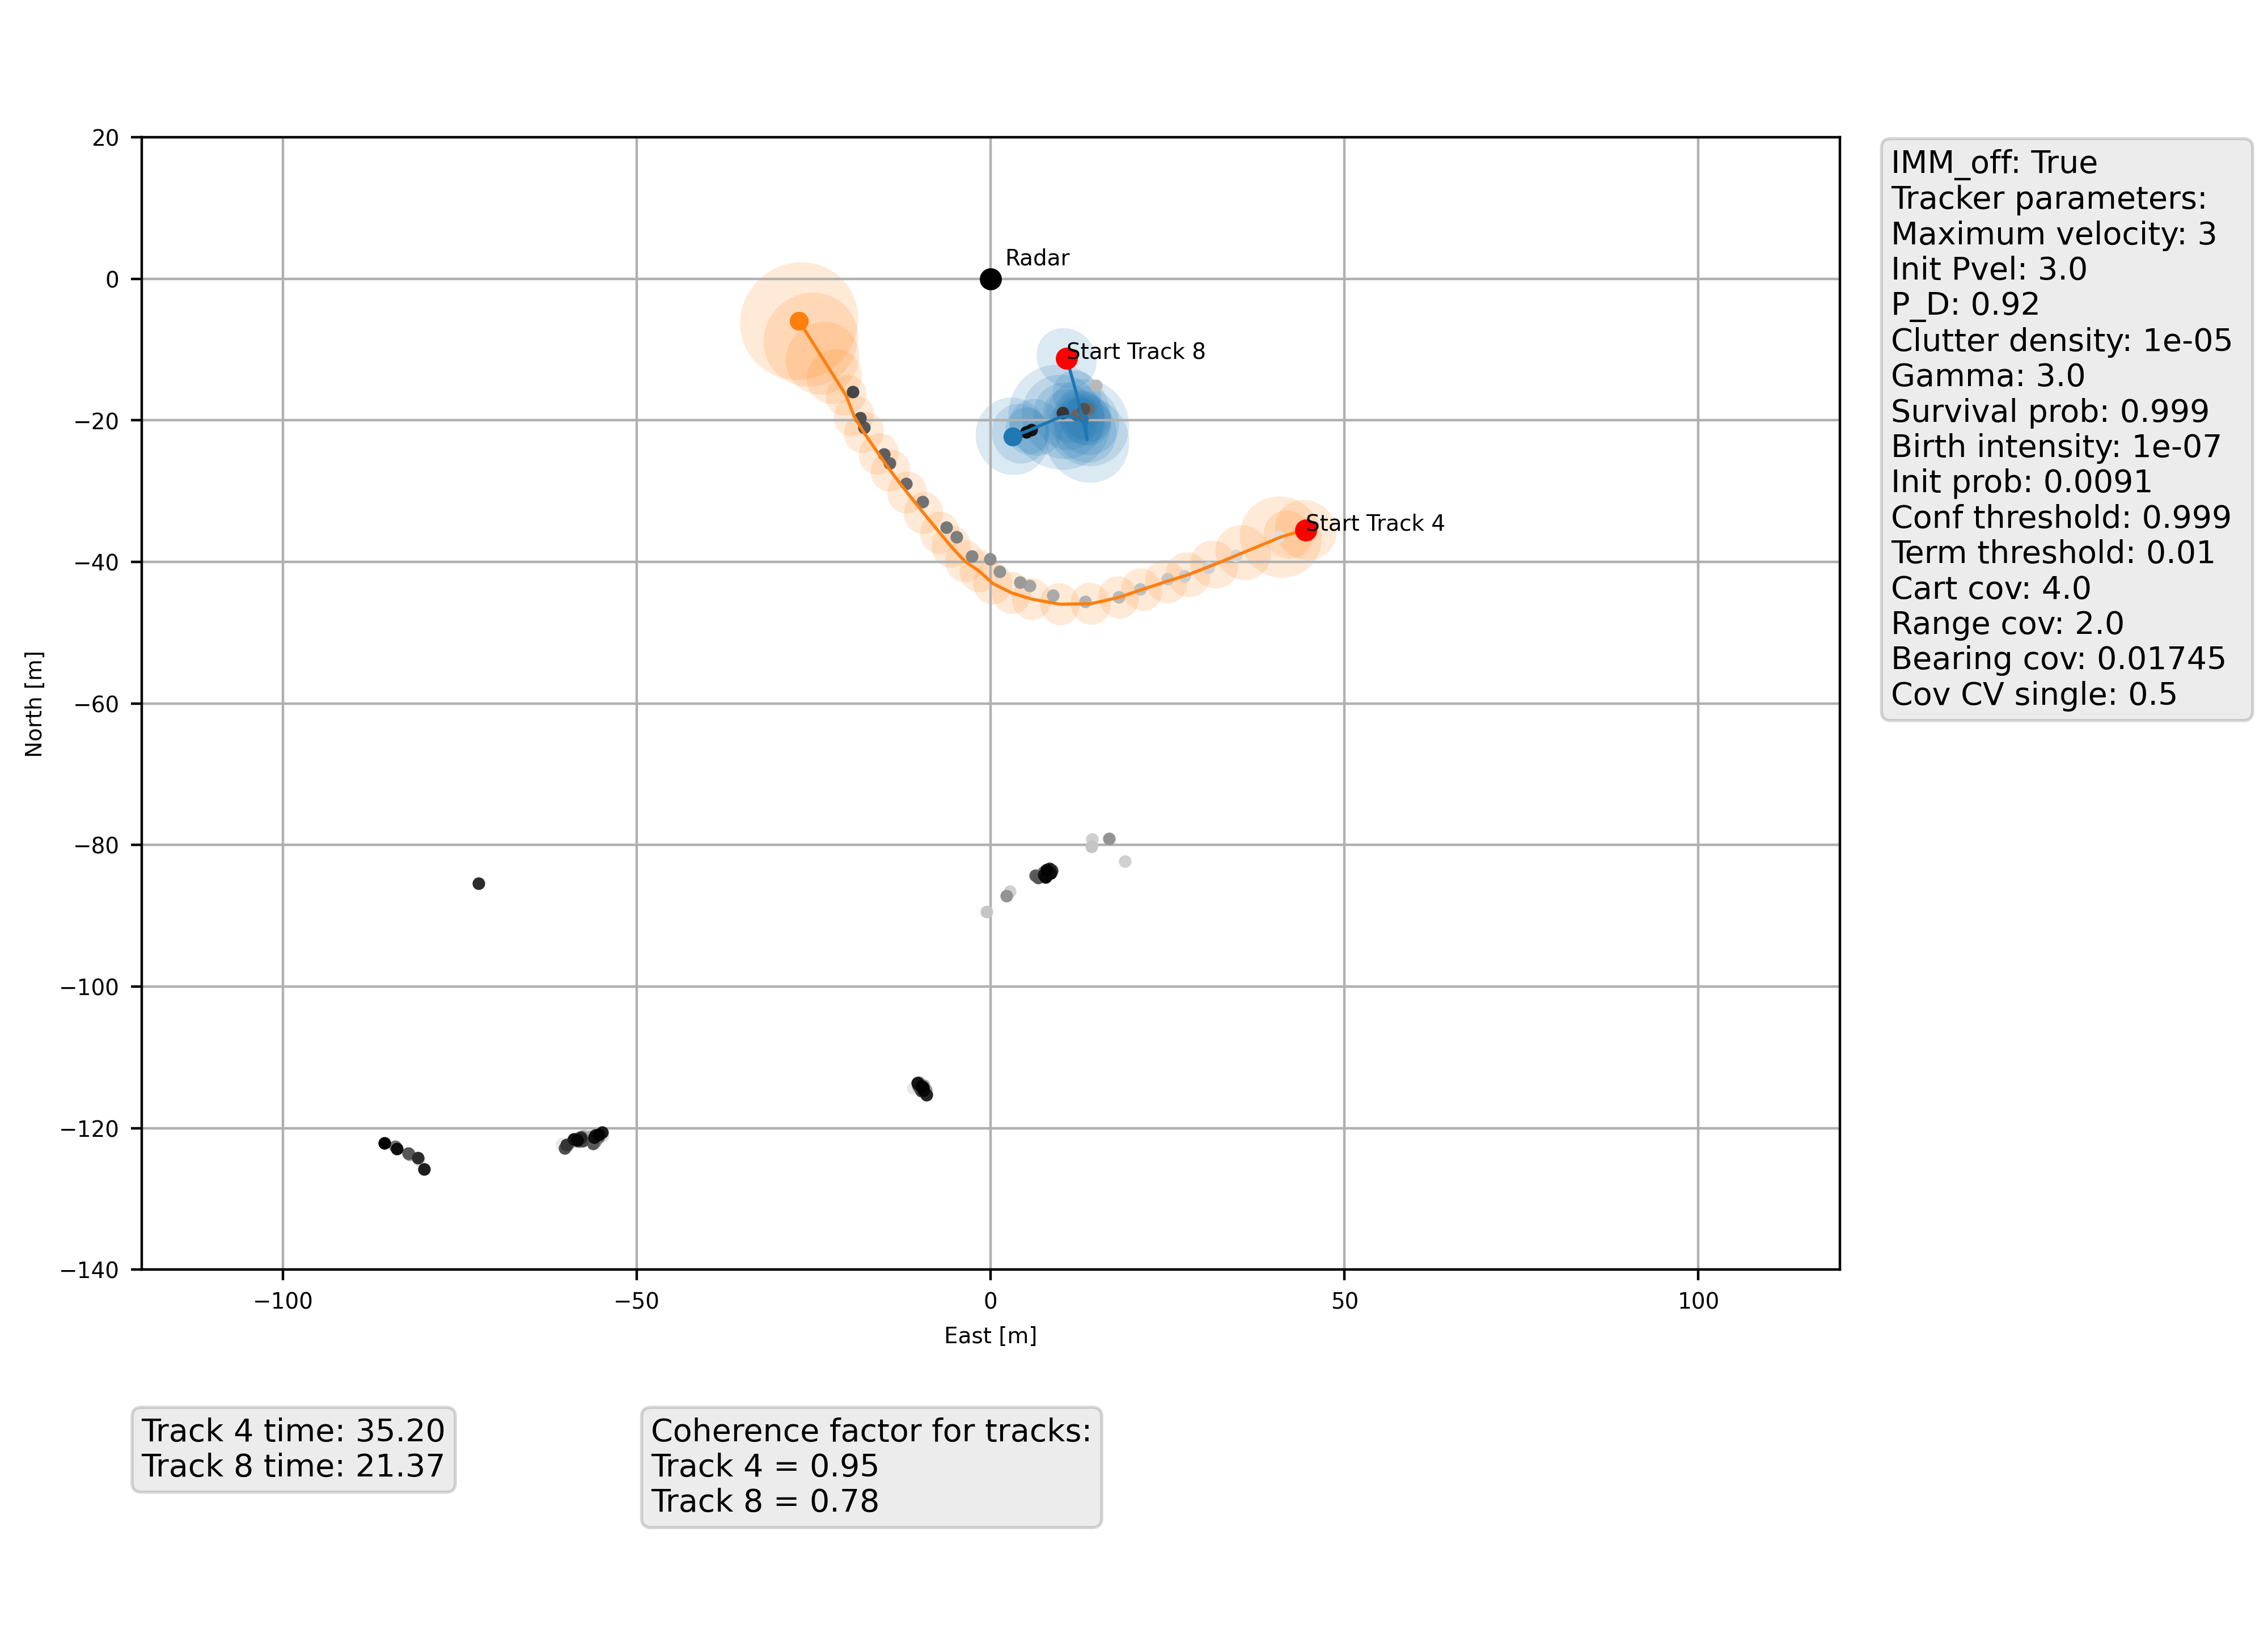 20
0
−20
−40
−60
−80
−100
−120
−140
−100
−50
0
50
100
North [m]
East [m]
Radar
Start Track 8
Start Track 4
IMM_off: True
Tracker parameters:
Maximum velocity: 3
Init Pvel: 3.0
P_D: 0.92
Clutter density: 1e-05
Gamma: 3.0
Survival prob: 0.999
Birth intensity: 1e-07
Init prob: 0.0091
Conf threshold: 0.999
Term threshold: 0.01
Cart cov: 4.0
Range cov: 2.0
Bearing cov: 0.01745
Cov CV single: 0.5
Track 4 time: 35.20
Track 8 time: 21.37
Coherence factor for tracks:
Track 4 = 0.95
Track 8 = 0.78